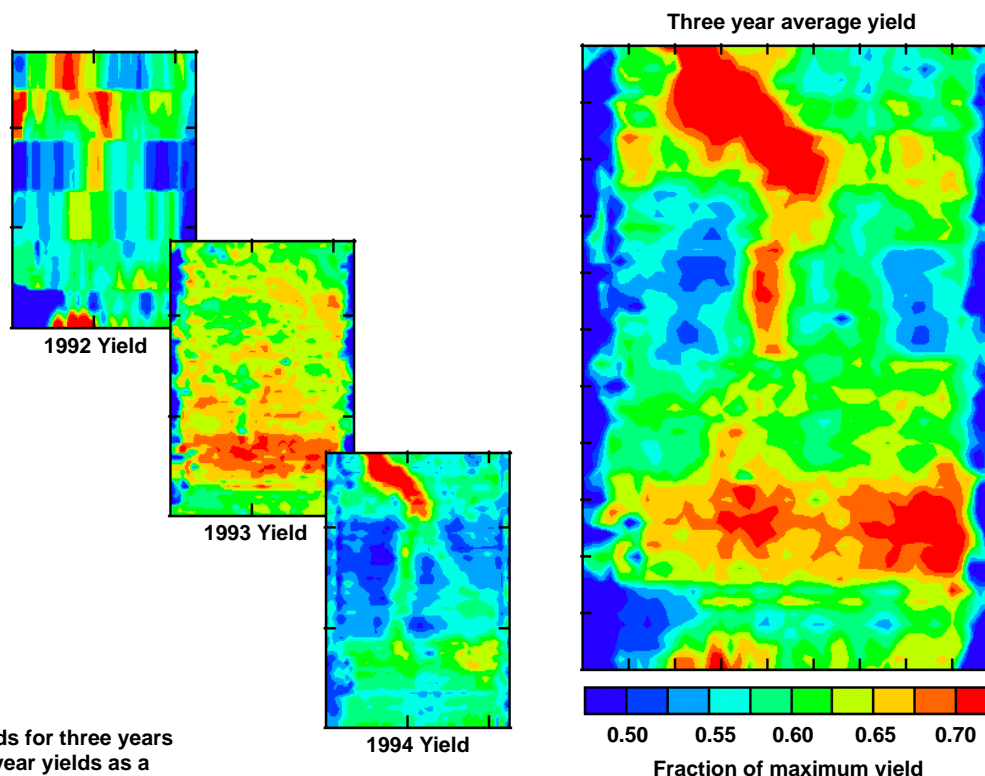 Three year average yield
1992 Yield
1993 Yield
1994 Yield
0.50 0.55 0.60 0.65 0.70
Fraction of maximum yield
for three years
year yields as a